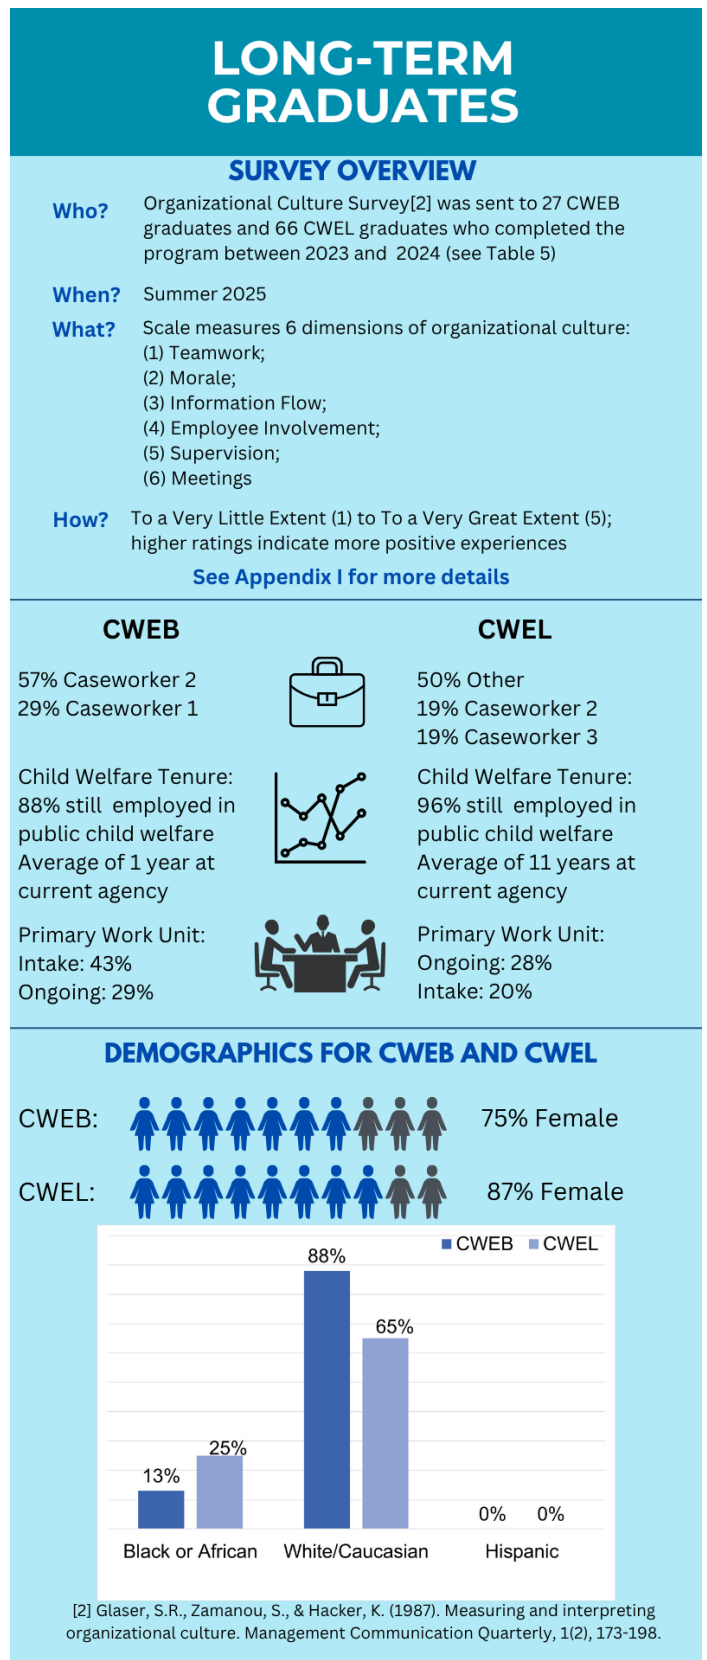 LONG-TERM
GRADUATES
SURVEY OVERVIEW
Who?
Organizational Culture Survey[2] was sent to 27 CWEB
graduates and 66 CWEL graduates who completed the
program between 2023 and 2024 (see Table 5)
When?
Summer 2025
What?
Scale measures 6 dimensions of organizational culture:
(1) Teamwork;
(2) Morale;
(3) Information Flow;
(4) Employee Involvement;
(5) Supervision;
(6) Meetings
How?
To a Very Little Extent (1) to To a Very Great Extent (5);
higher ratings indicate more positive experiences
See Appendix I for more details
CWEB
57% Caseworker 2
29% Caseworker 1
Child Welfare Tenure:
88% still employed in
public child welfare
Average of 1 year at
current agency
Primary Work Unit:
Intake: 43%
Ongoing: 29%
CWEL
50% Other
19% Caseworker 2
19% Caseworker 3
Child Welfare Tenure:
96% still employed in
public child welfare
Average of 11 years at
current agency
Primary Work Unit:
Ongoing: 28%
Intake: 20%
DEMOGRAPHICS FOR CWEB AND CWEL
CWEB:
75% Female
CWEL:
87% Female
CWEB CWEL
88%
65%
25%
13%
0% 0%
Black or African White/Caucasian Hispanic
[2] Glaser, S.R., Zamanou, S., & Hacker, K. (1987). Measuring and interpreting
organizational culture. Management Communication Quarterly, 1(2), 173-198.